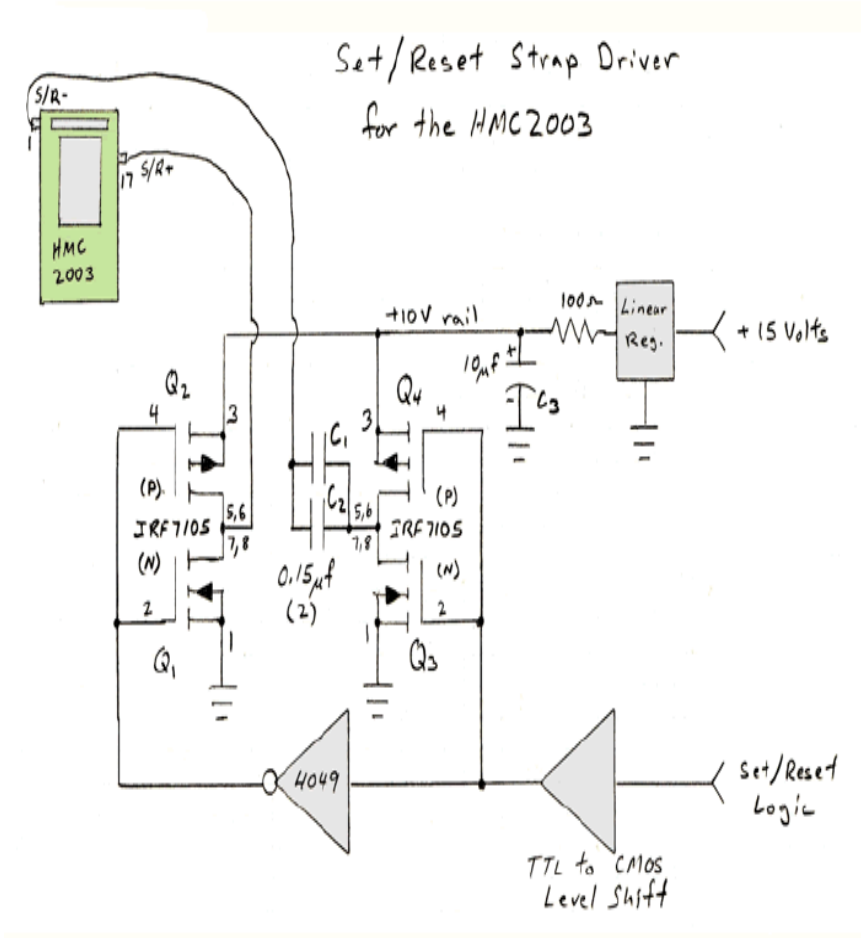 Set/Reset Strap Driver
for the HMC2003
S/R-
1
17 S/R+
HMC
2003
+10V rail
100Ω
Linear
Reg.
+15 Volts
10µf
+
-
C3
Q2
4
3
(P)
5,6
IRF7105
7,8
(N)
2
1
Q1
C1
C2
0.15µf
(2)
Q4
3
4
(P)
5,6
IRF7105
7,8
(N)
2
1
Q3
4049
Set/Reset
Logic
TTL to CMOS
Level Shift